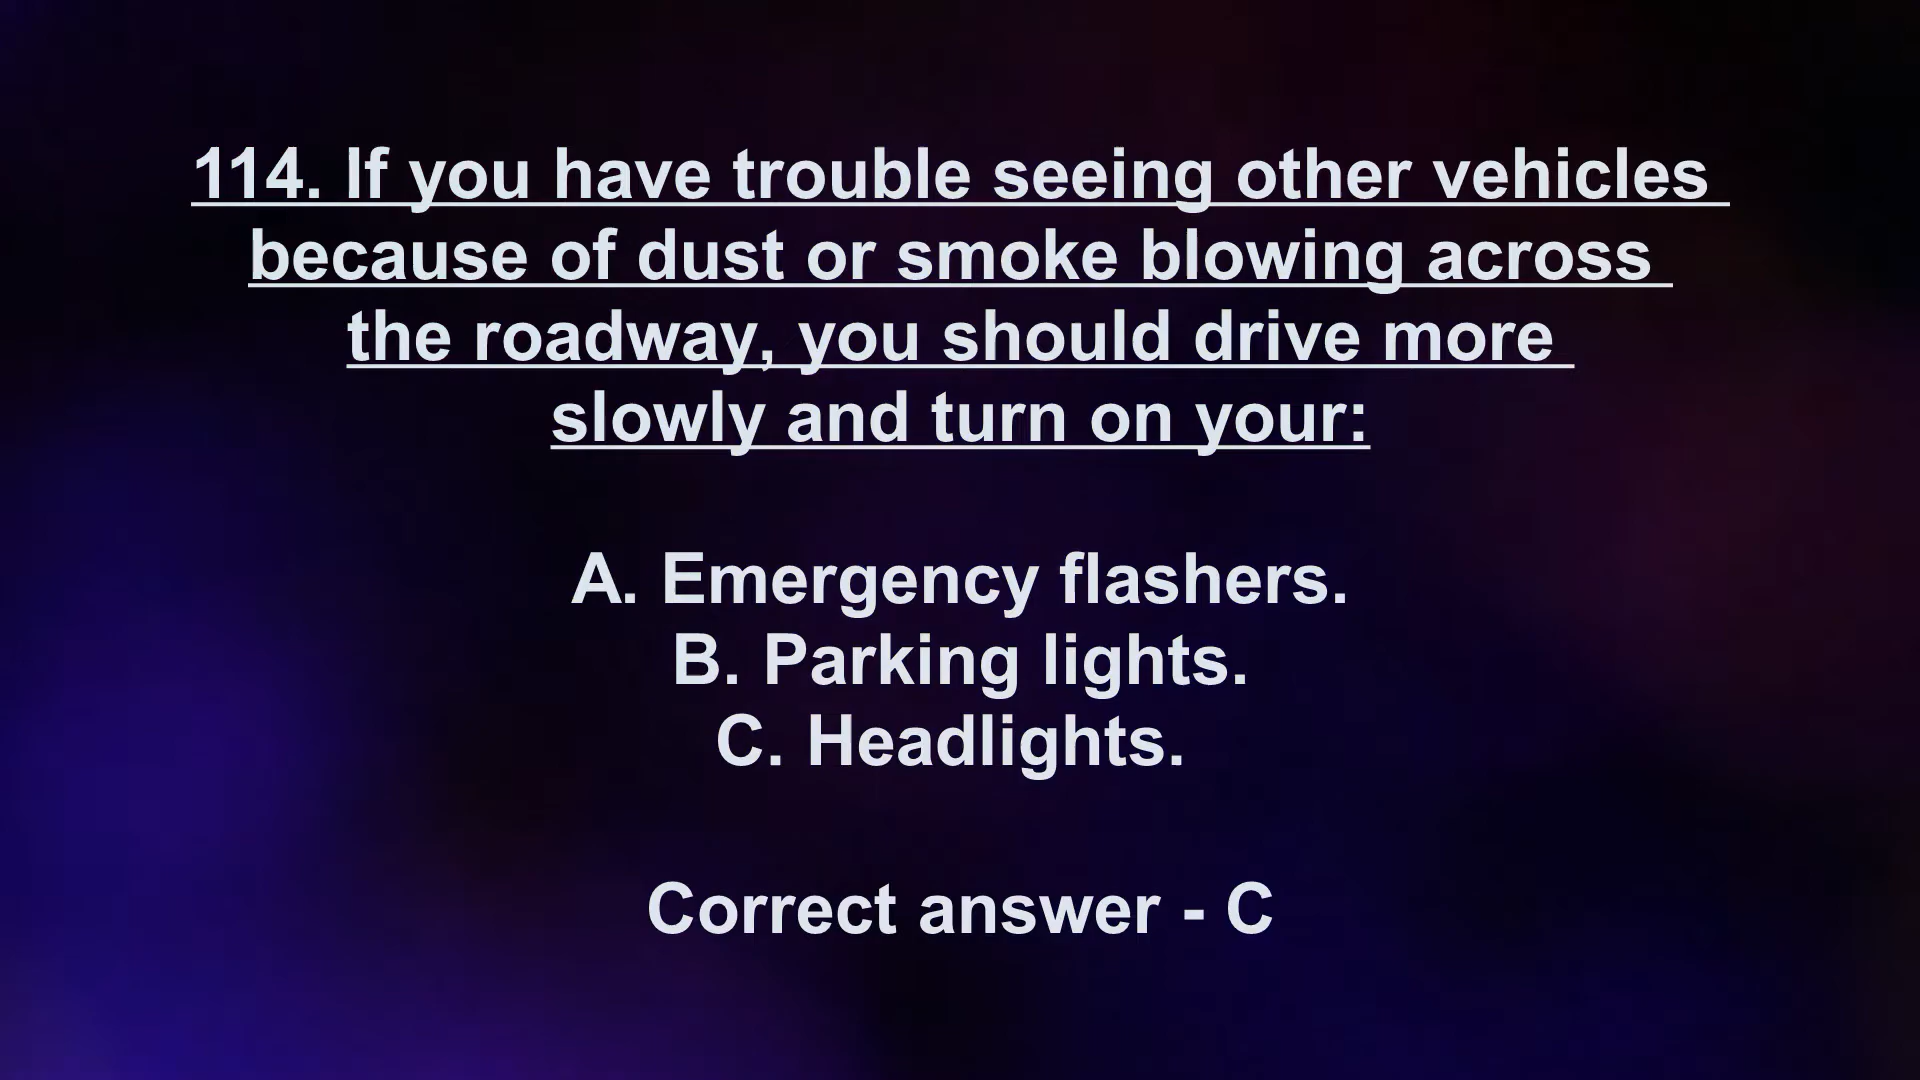 114. If you have trouble seeing other vehicles
because of dust or smoke blowing across
the roadway, you should drive more
slowly and turn on your:
A. Emergency flashers.
B. Parking lights.
C. Headlights.
Correct answer - C